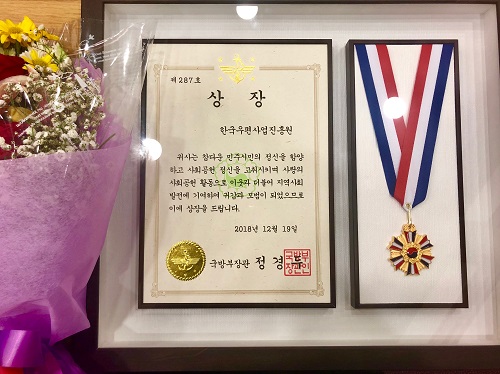 제287호
상장
한국우편사업진흥원
귀사는 참다운 민주시민의 정신을 함양
하고 사회공헌 정신을 고취시키며 사랑의
사회공헌 활동으로 이웃과 더불어 지역사회
발전에 기여하여 귀감과 모범이 되었으므로
이에 상장을 드립니다.
2018년 12월 19일
국방부장관 정경두